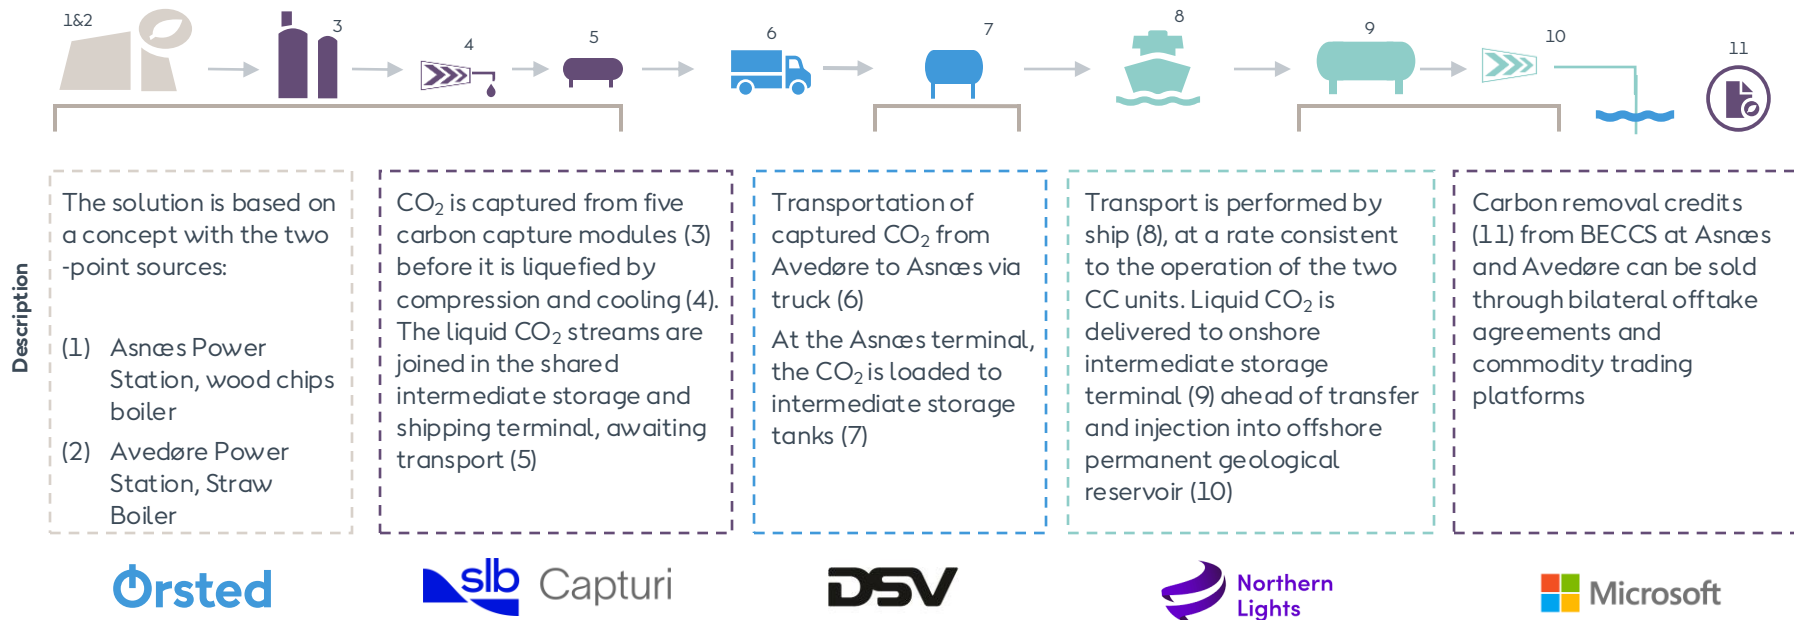 1&2
3
4
5
6
7
8
9
10
11
Description
The solution is based on
a concept with the two
-point sources:
(1) Asnæs Power
Station, wood chips
boiler
(2) Avedøre Power
Station, Straw
Boiler
CO₂ is captured from five
carbon capture modules (3)
before it is liquefied by
compression and cooling (4).
The liquid CO₂ streams are
joined in the shared
intermediate storage and
shipping terminal, awaiting
transport (5)
Transportation of
captured CO₂ from
Avedøre to Asnæs via
truck (6)
At the Asnæs terminal,
the CO₂ is loaded to
intermediate storage
tanks (7)
Transport is performed by
ship (8), at a rate consistent
to the operation of the two
CC units. Liquid CO₂ is
delivered to onshore
intermediate storage
terminal (9) ahead of transfer
and injection into offshore
permanent geological
reservoir (10)
Carbon removal credits
(11) from BECCS at Asnæs
and Avedøre can be sold
through bilateral offtake
agreements and
commodity trading
platforms
Ørsted
slb Capturi
DSV
Northern
Lights
Microsoft